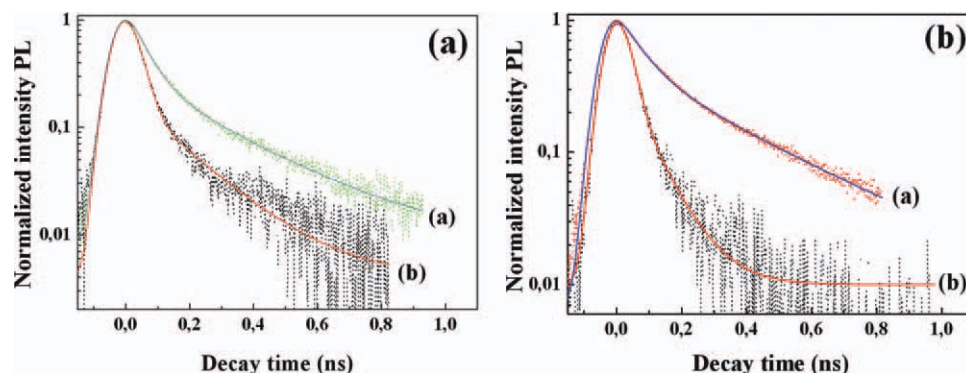 (a)
Normalized intensity PL
1
0,1
0,01
(a)
(b)
0,0 0,2 0,4 0,6 0,8 1,0
Decay time (ns)
(b)
Normalized intensity PL
1
0,1
0,01
(a)
(b)
0,0 0,2 0,4 0,6 0,8 1,0
Decay time (ns)